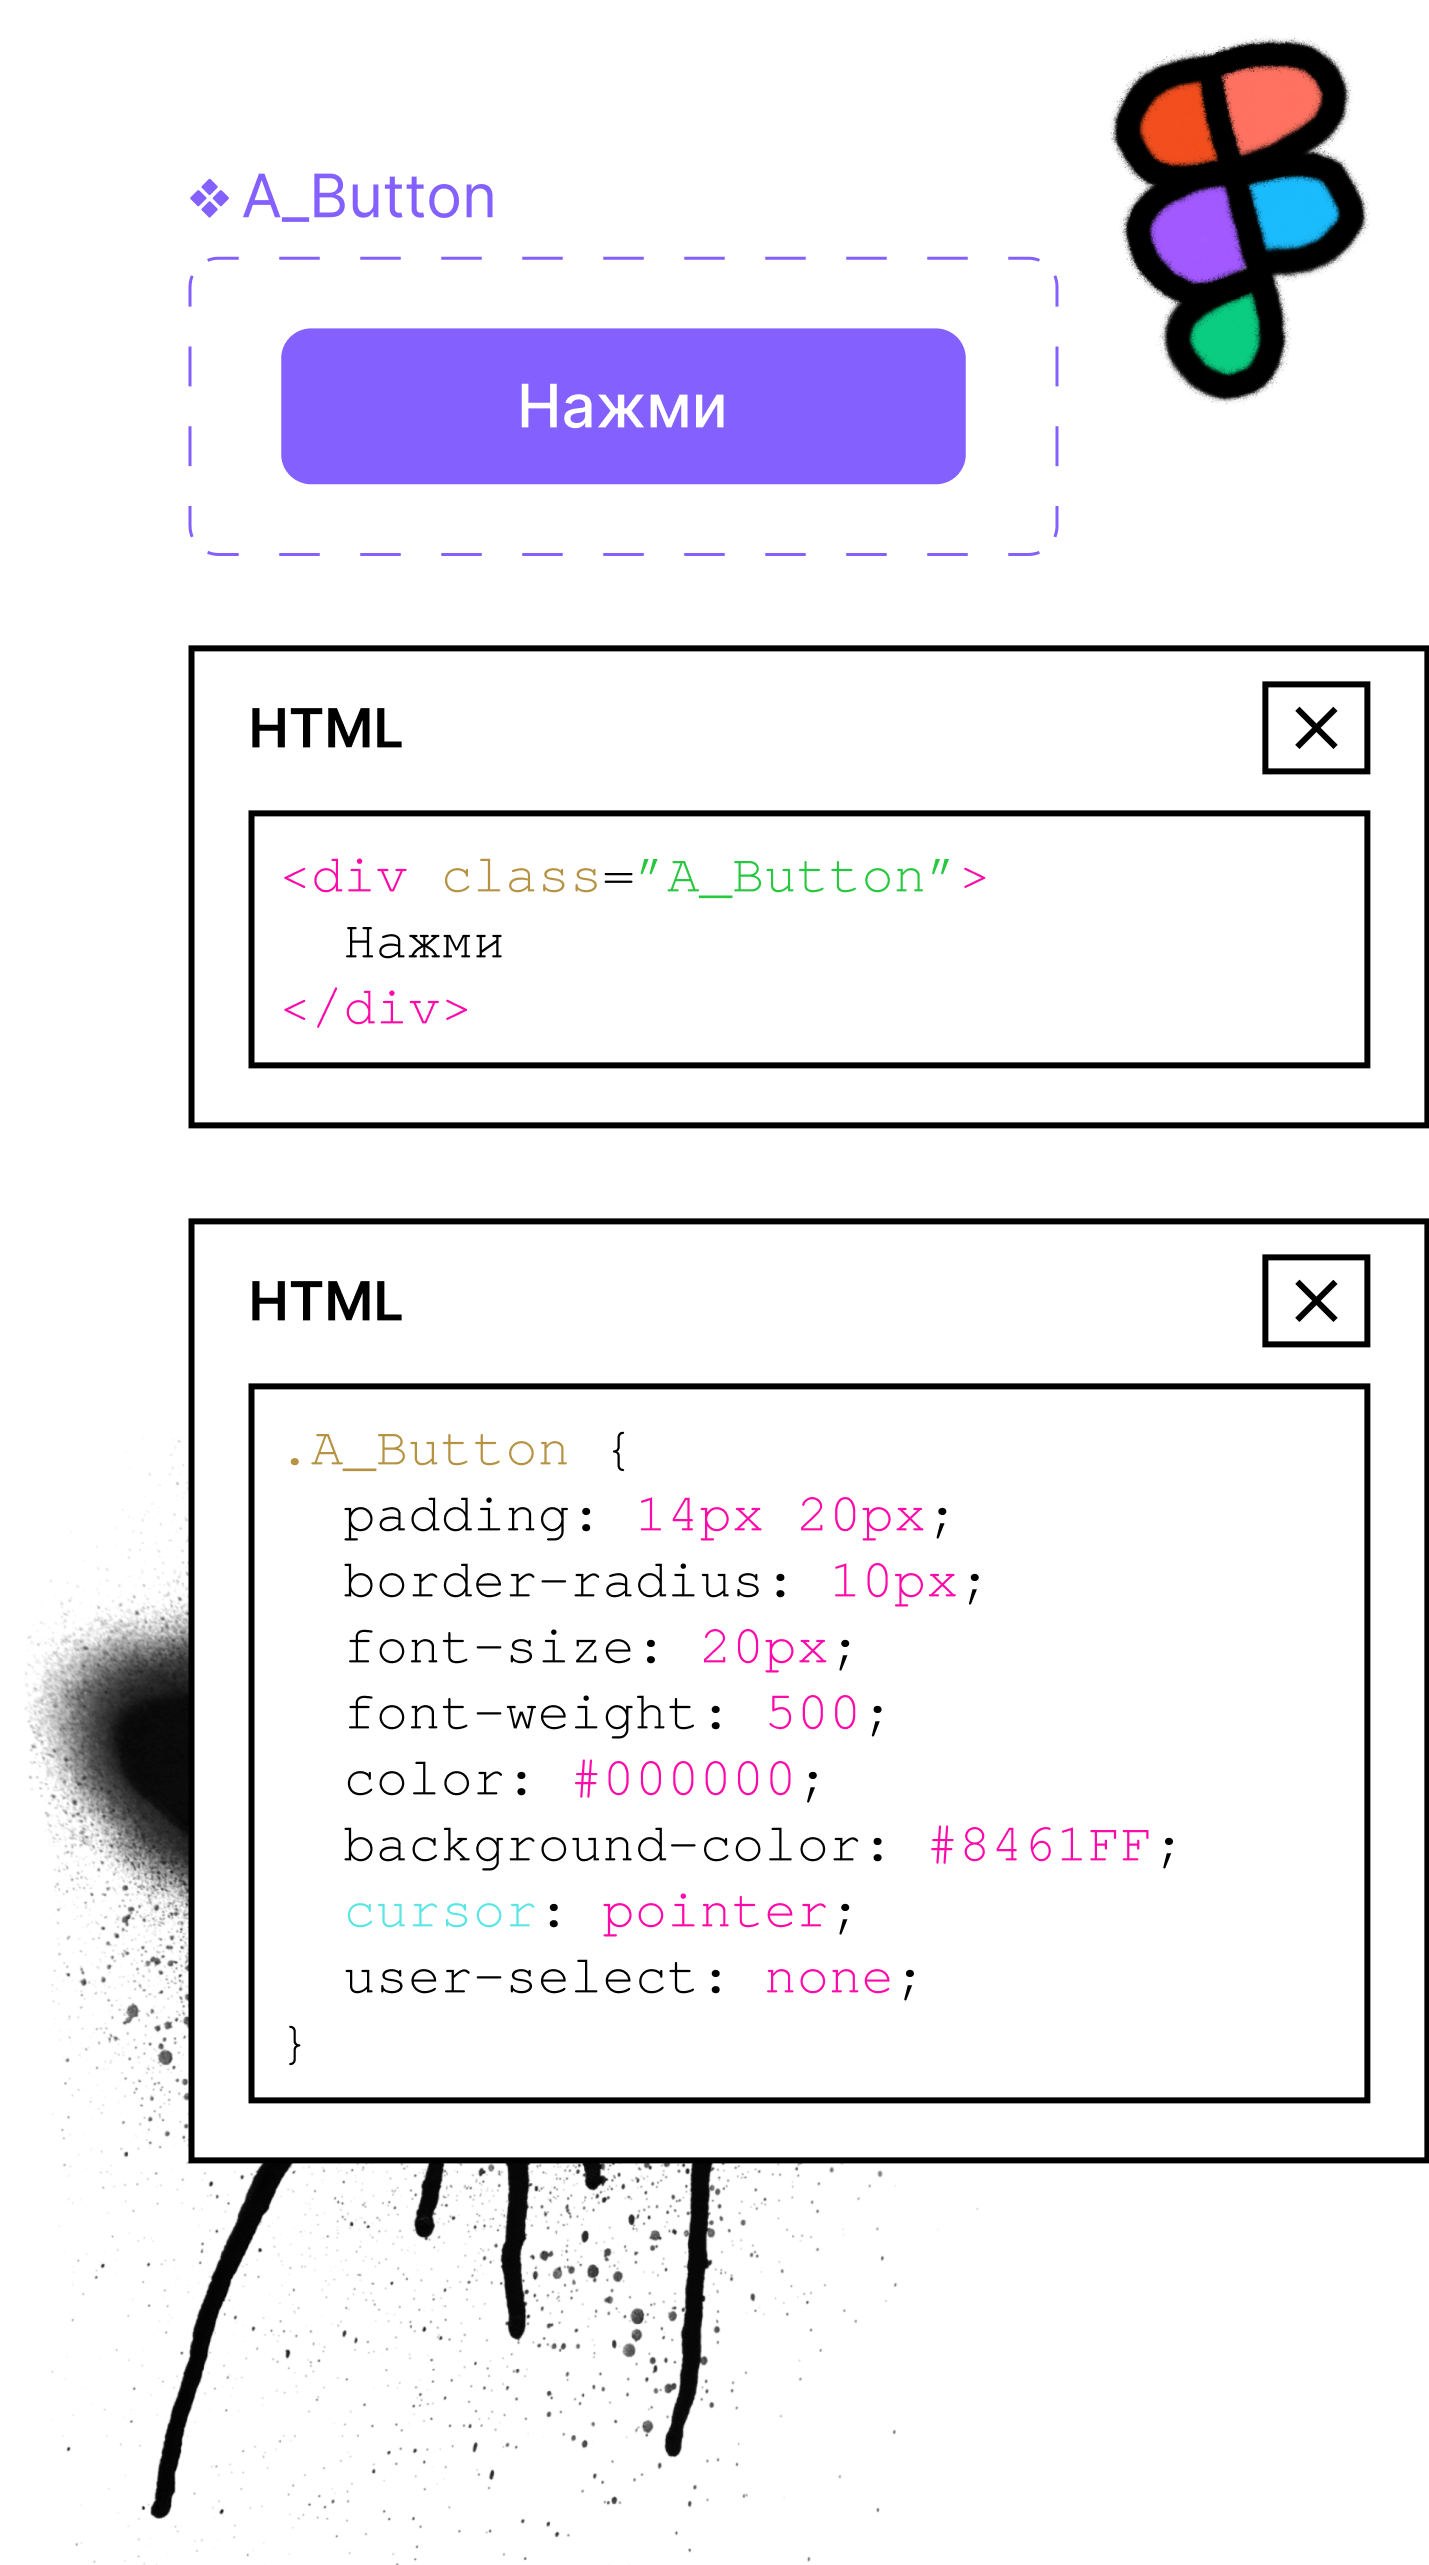 A_Button
Нажми
HTML
<div class="A_Button">
Нажми
</div>
HTML
.A_Button {
padding: 14px 20px;
border-radius: 10px;
font-size: 20px;
font-weight: 500;
color: #000000;
background-color: #8461FF;
cursor: pointer;
user-select: none;
}